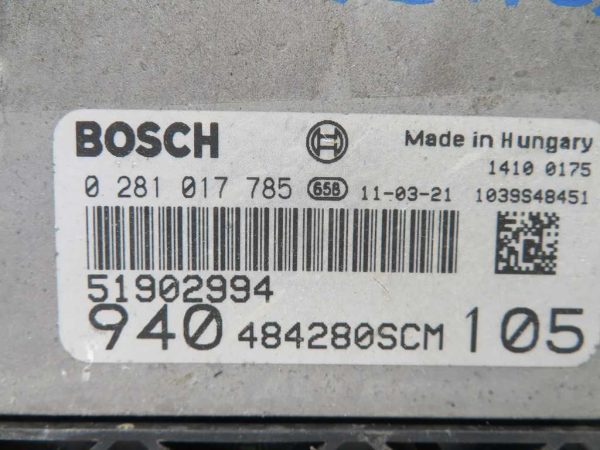 BOSCH
Made in Hungary
1410 0175
0 281 017 785 658 11-03-21 1039S48451
51902994
940 484280SCM 105